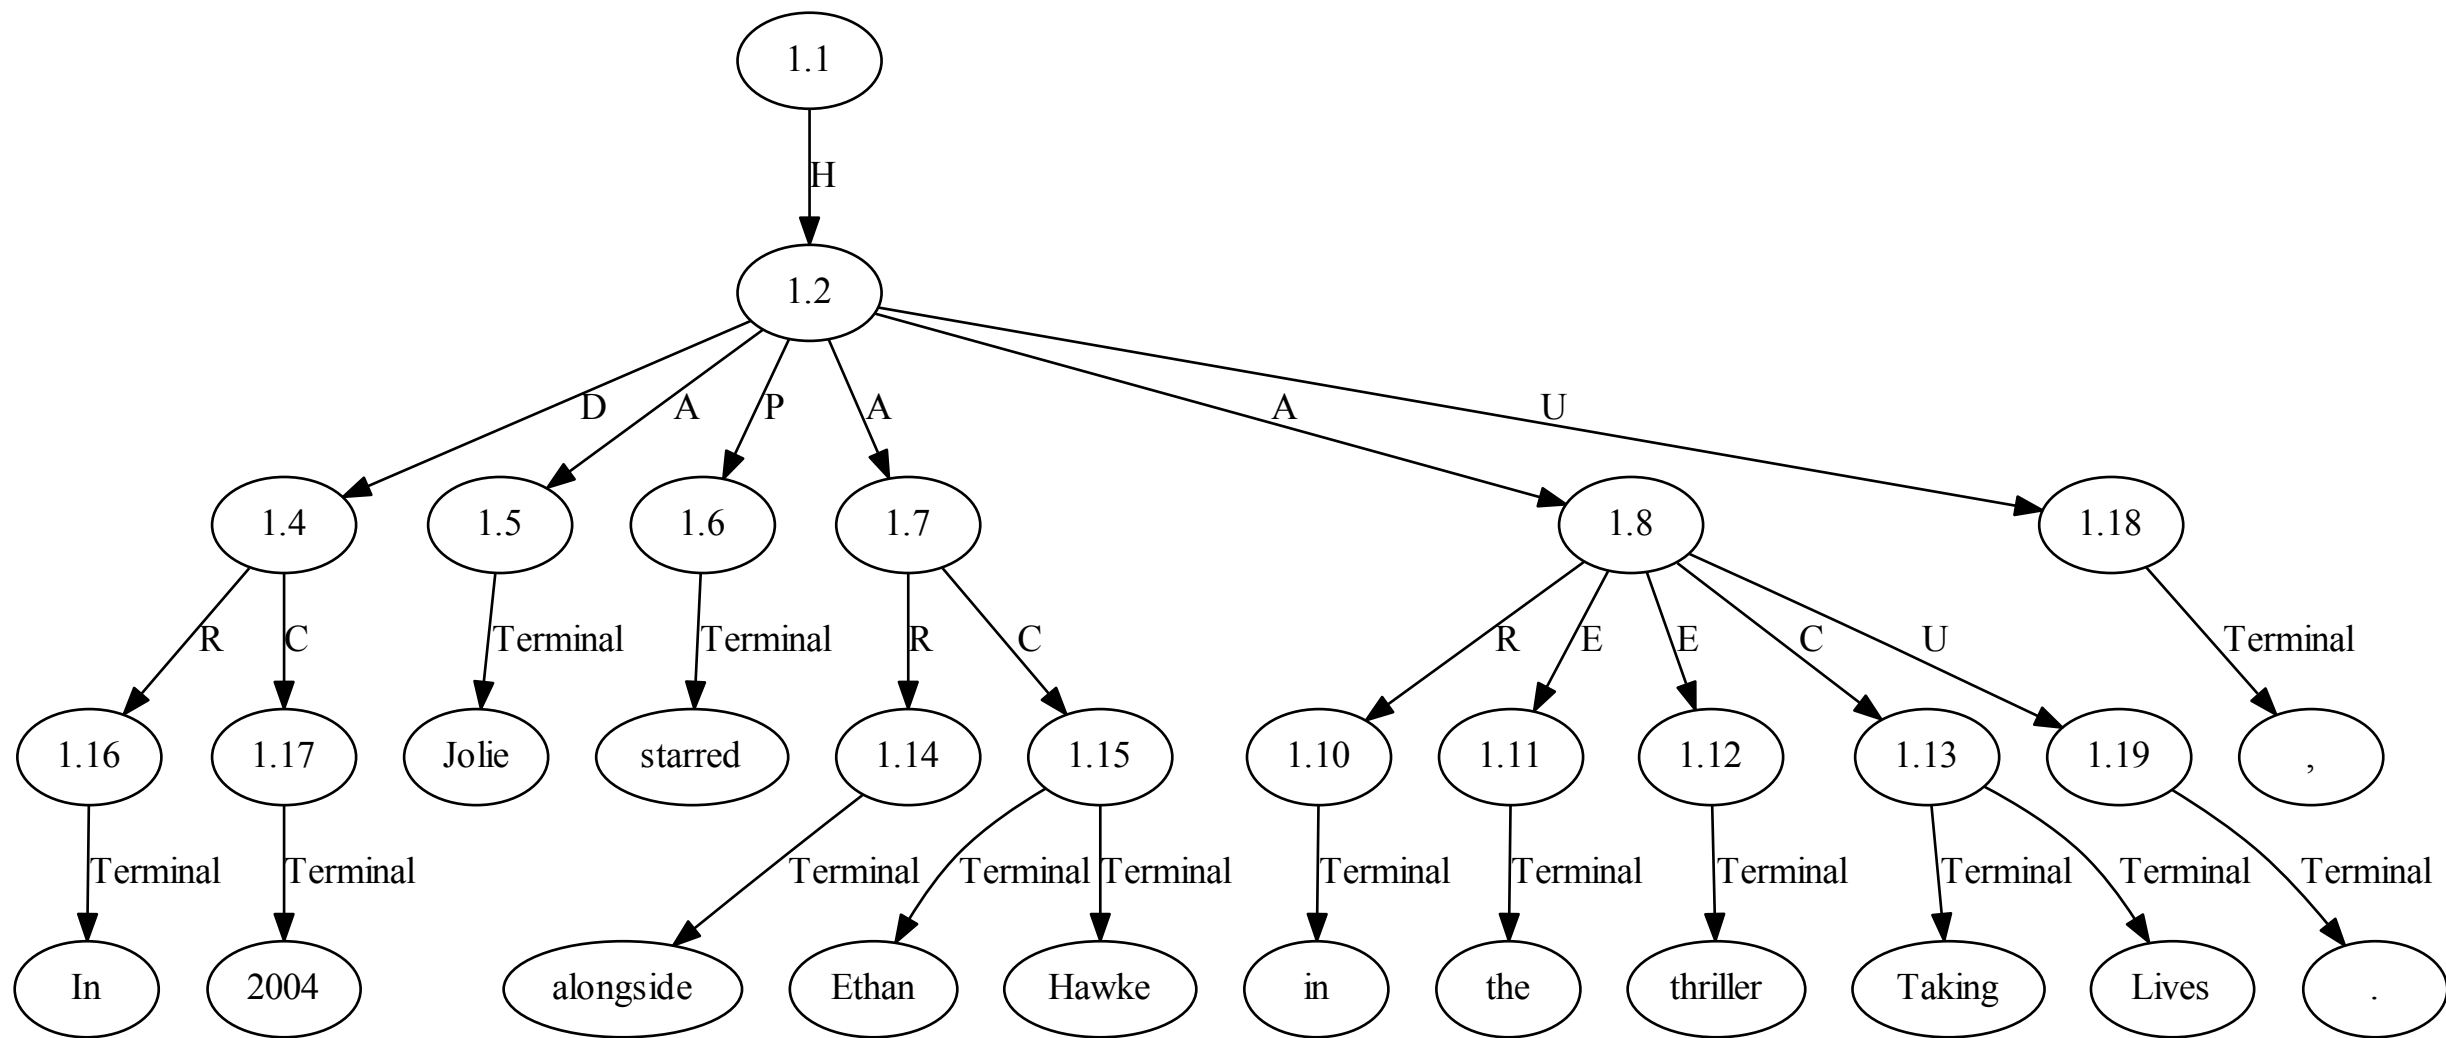 1.1
H
1.2
D A P A A U
1.4 1.5 1.6 1.7 1.8 1.18
R C Terminal Terminal R C R E E C U Terminal
1.16 1.17 Jolie starred 1.14 1.15 1.10 1.11 1.12 1.13 1.19 ,
Terminal Terminal Terminal Terminal Terminal Terminal Terminal Terminal Terminal Terminal Terminal
In 2004 alongside Ethan Hawke in the thriller Taking Lives .